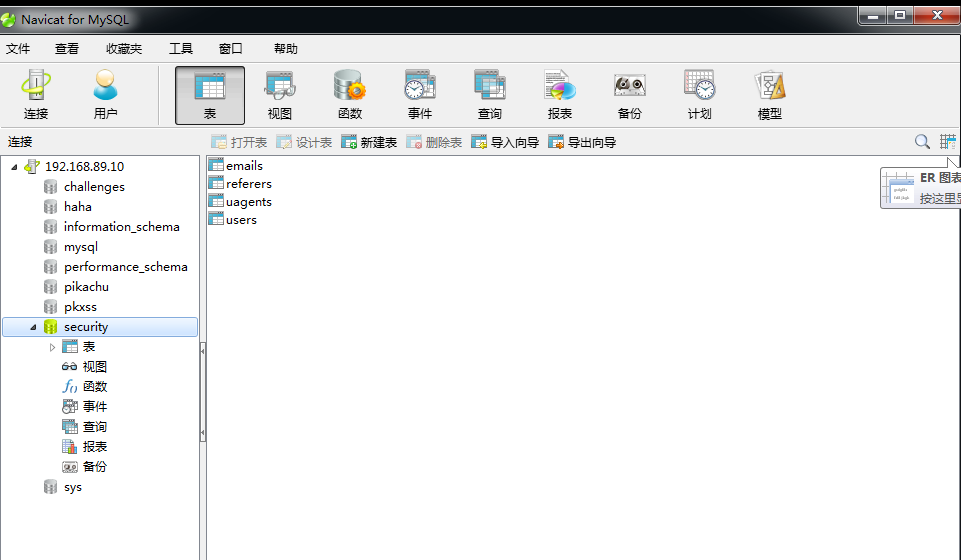 Navicat for MySQL
文件 查看 收藏夹 工具 窗口 帮助
连接 用户 表 视图 函数 事件 查询 报表 备份 计划 模型
连接 打开表 设计表 新建表 删除表 导入向导 导出向导
192.168.89.10
challenges
haha
information_schema
mysql
performance_schema
pikachu
pkxss
security
表
视图
函数
事件
查询
报表
备份
sys
emails
referers
uagents
users
ER 图表
按这里显